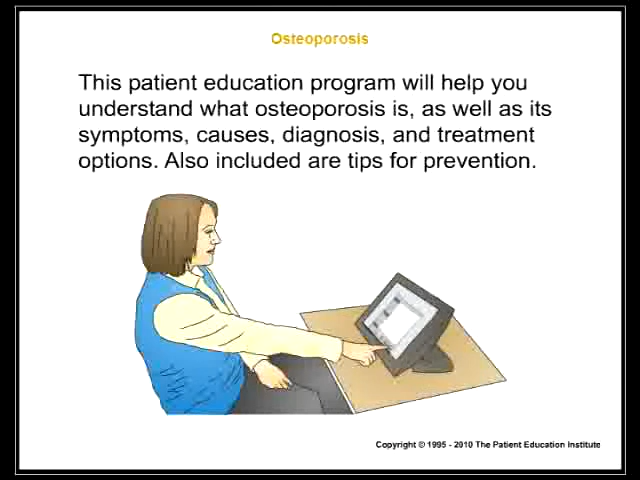 Osteoporosis
This patient education program will help you
understand what osteoporosis is, as well as its
symptoms, causes, diagnosis, and treatment
options. Also included are tips for prevention.
Copyright © 1995 - 2010 The Patient Education Institute